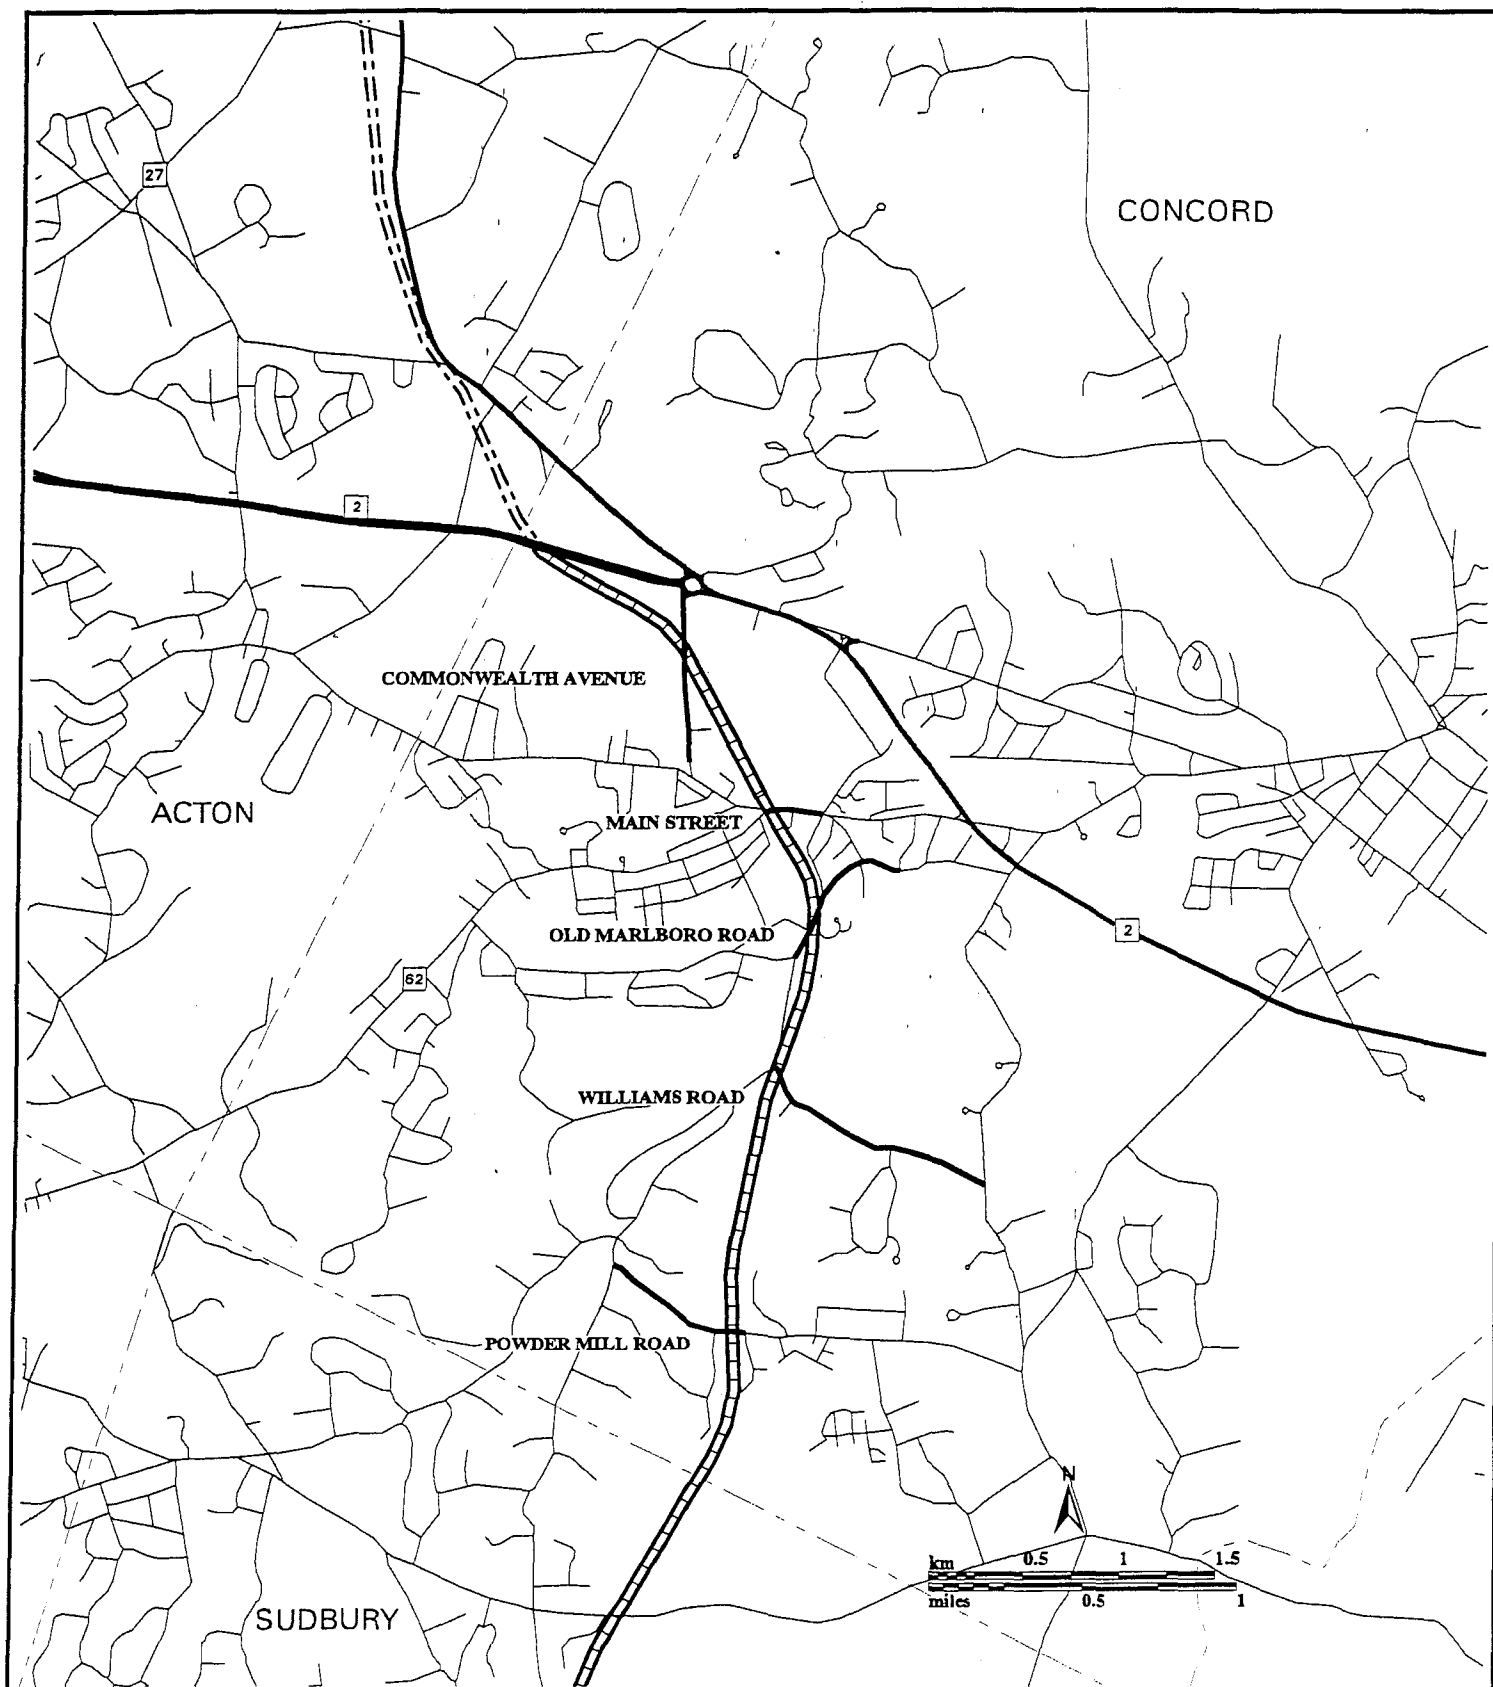 27
CONCORD
2
COMMONWEALTH AVENUE
ACTON
MAIN STREET
2
OLD MARLBORO ROAD
62
WILLIAMS ROAD
POWDER MILL ROAD
N
km 0.5 1 1.5
miles 0.5 1
SUDBURY